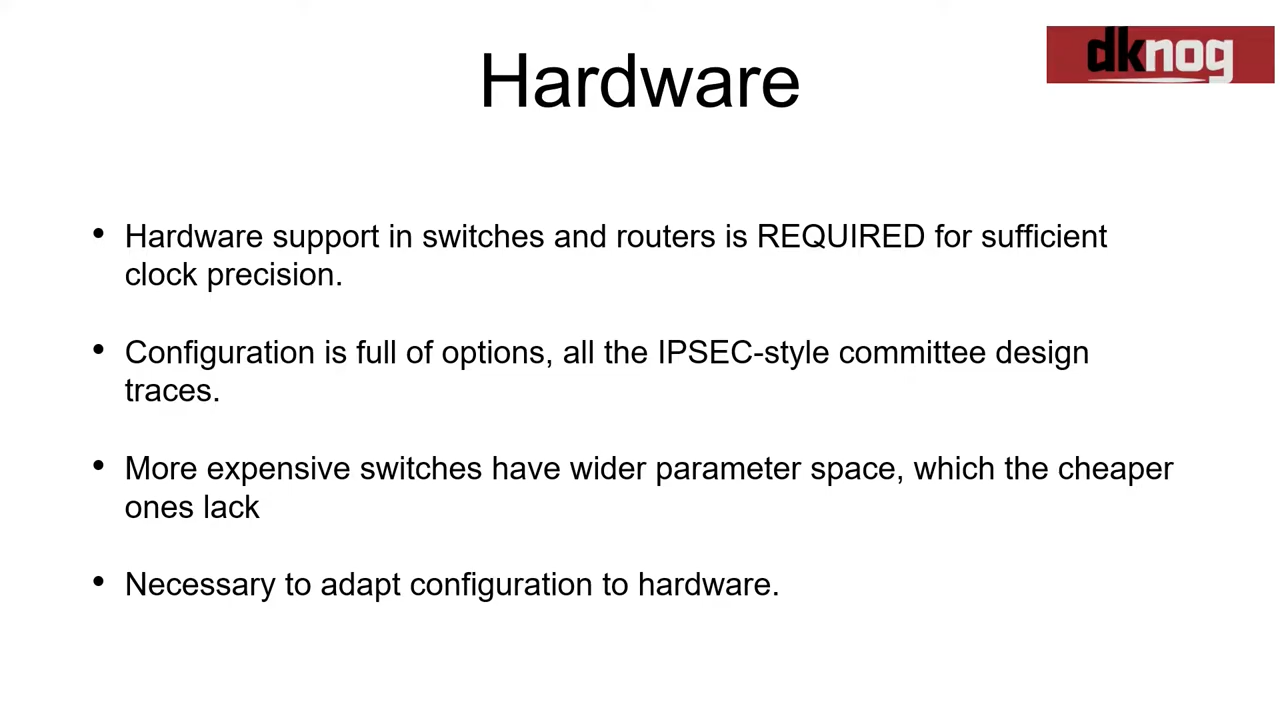 dknog
Hardware
• Hardware support in switches and routers is REQUIRED for sufficient
clock precision.
• Configuration is full of options, all the IPSEC-style committee design
traces.
• More expensive switches have wider parameter space, which the cheaper
ones lack
• Necessary to adapt configuration to hardware.